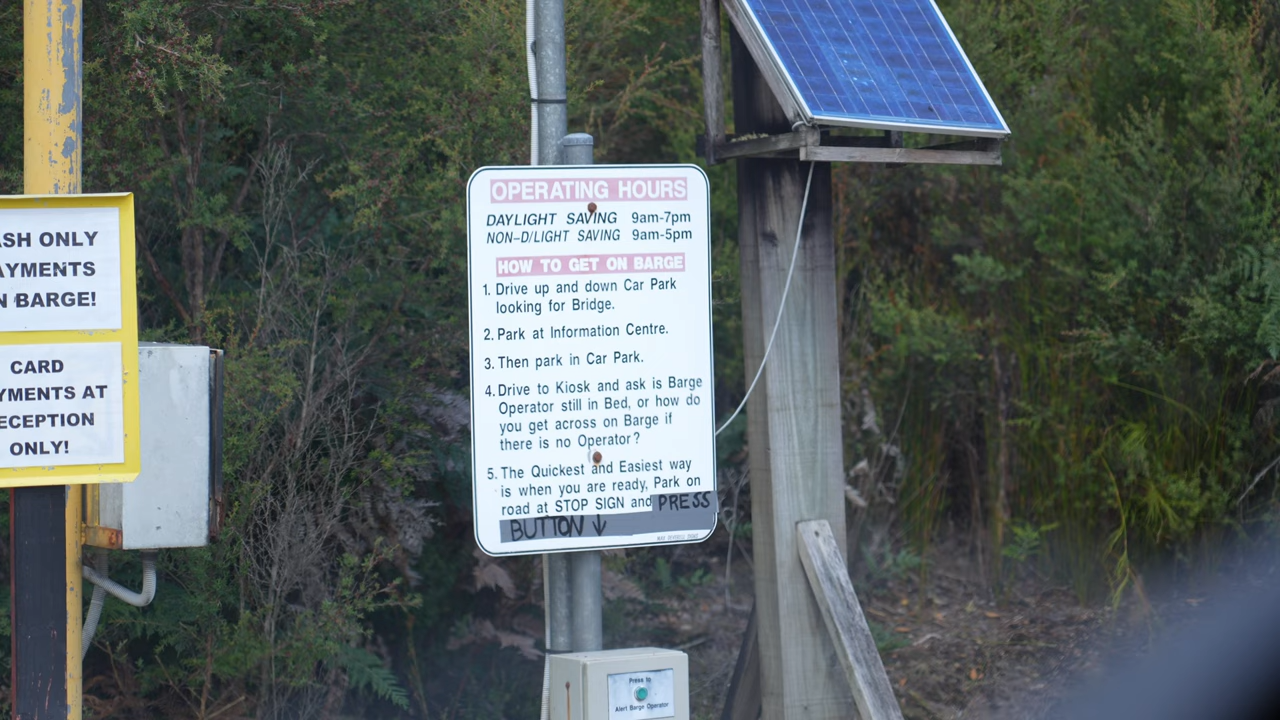 ASH ONLY
AYMENTS
N BARGE!
CARD
YMENTS AT
ECEPTION
ONLY!
OPERATING HOURS
DAYLIGHT SAVING 9am-7pm
NON-D/LIGHT SAVING 9am-5pm
HOW TO GET ON BARGE
1. Drive up and down Car Park
looking for Bridge.
2. Park at Information Centre.
3. Then park in Car Park.
4. Drive to Kiosk and ask is Barge
Operator still in Bed, or how do
you get across on Barge if
there is no Operator?
5. The Quickest and Easiest way
is when you are ready, Park on
road at STOP SIGN and PRESS
BUTTON ↓
Press to
Alert Barge Operator